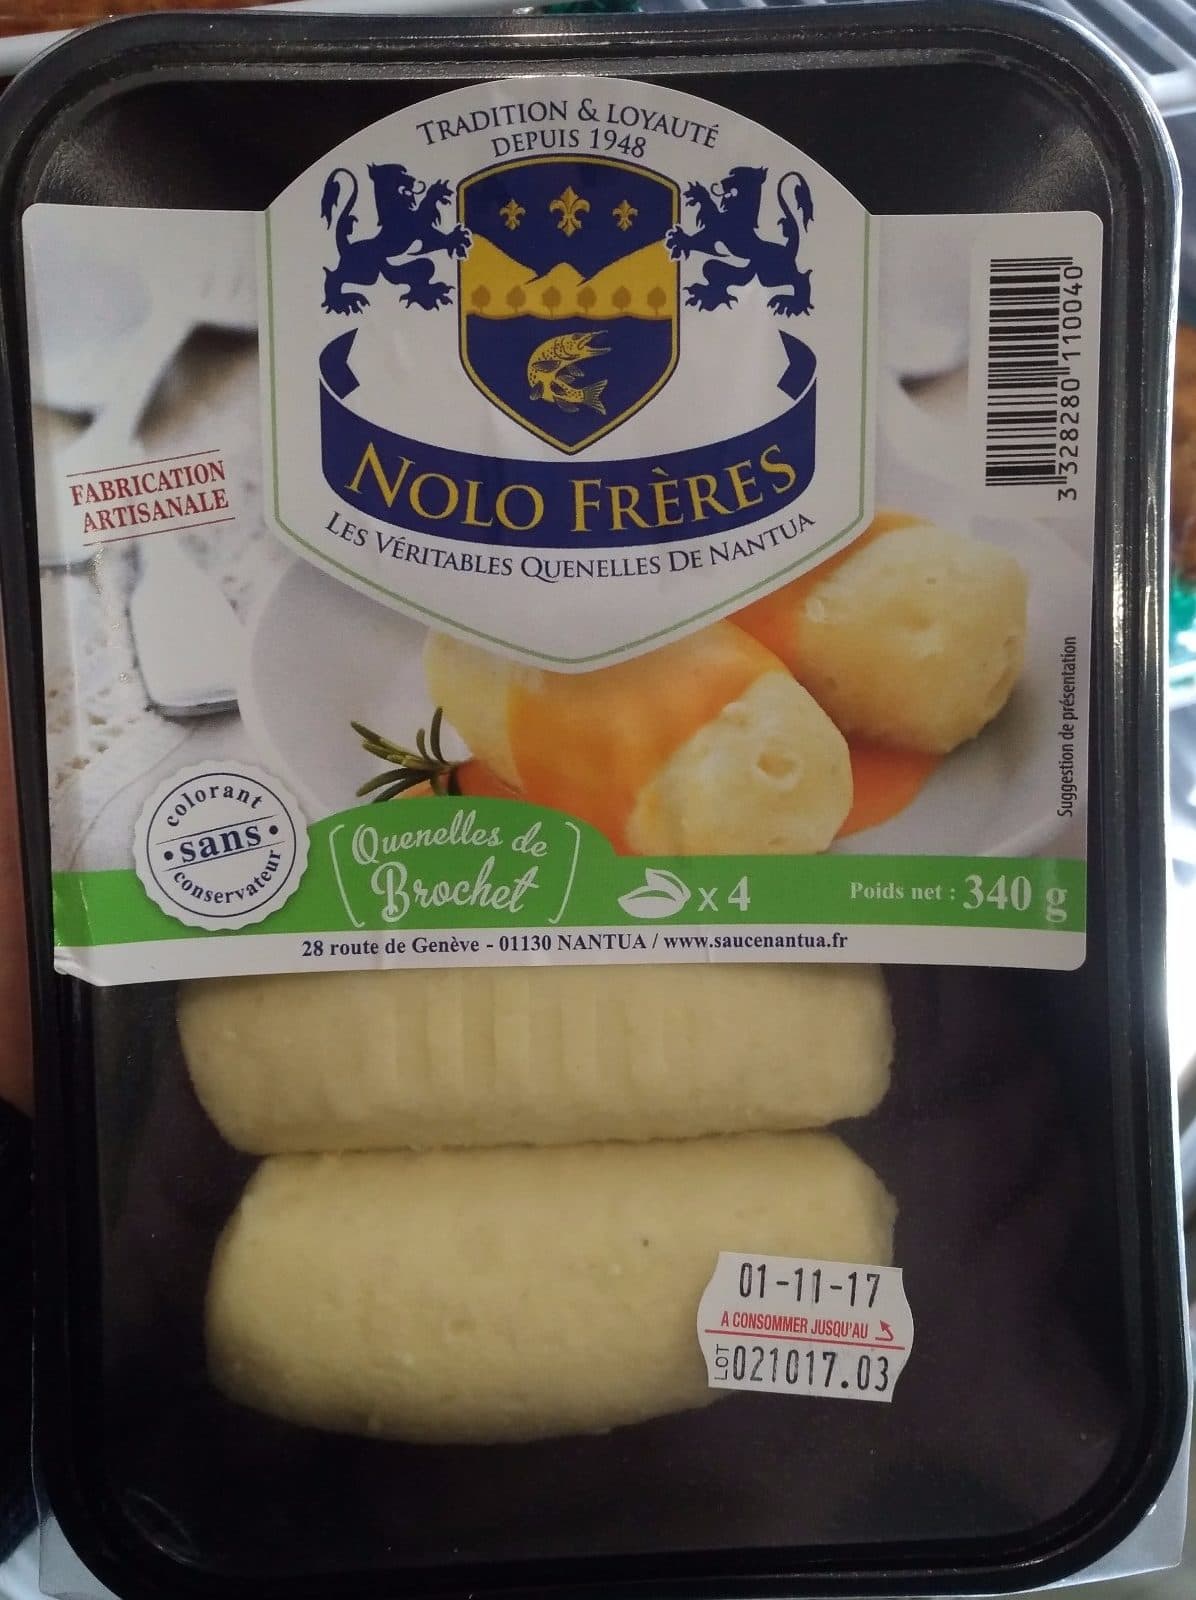 TRADITION & LOYAUTÉ
DEPUIS 1948
NOLO FRÈRES
LES VÉRITABLES QUENELLES DE NANTUA
FABRICATION
ARTISANALE
3 328280 110040
Suggestion de présentation
colorant
• sans •
conservateur
Quenelles de
Brochet
x 4
Poids net : 340 g
28 route de Genève - 01130 NANTUA / www.saucenantua.fr
01-11-17
A CONSOMMER JUSQU'AU
LOT 021017.03